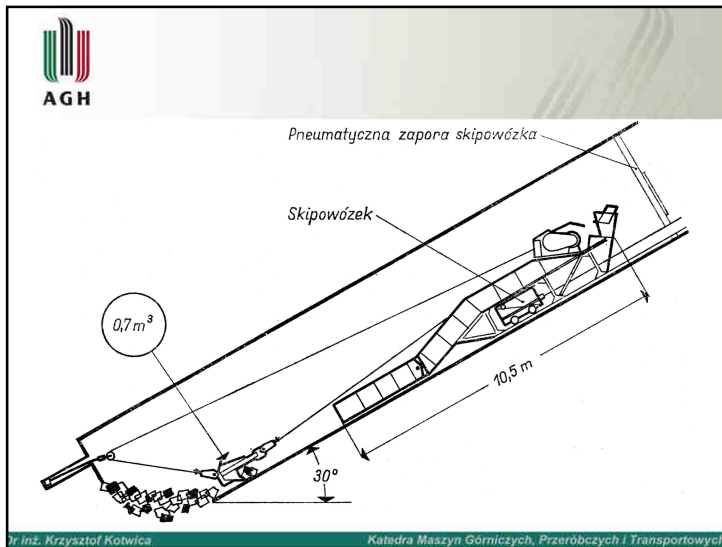 AGH
Pneumatyczna zapora skipowózka
Skipowózek
0,7 m³
10,5 m
30°
Dr inż. Krzysztof Kotwica
Katedra Maszyn Górniczych, Przeróbczych i Transportowych